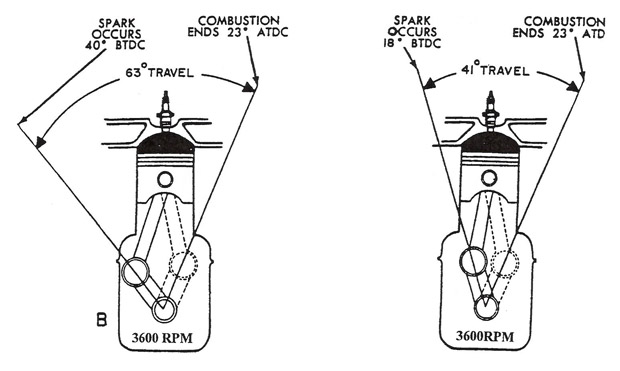 SPARK
OCCURS
40° BTDC
COMBUSTION
ENDS 23° ATDC
63° TRAVEL
B
3600 RPM
SPARK
OCCURS
18° BTDC
COMBUSTION
ENDS 23° ATD
41° TRAVEL
3600RPM